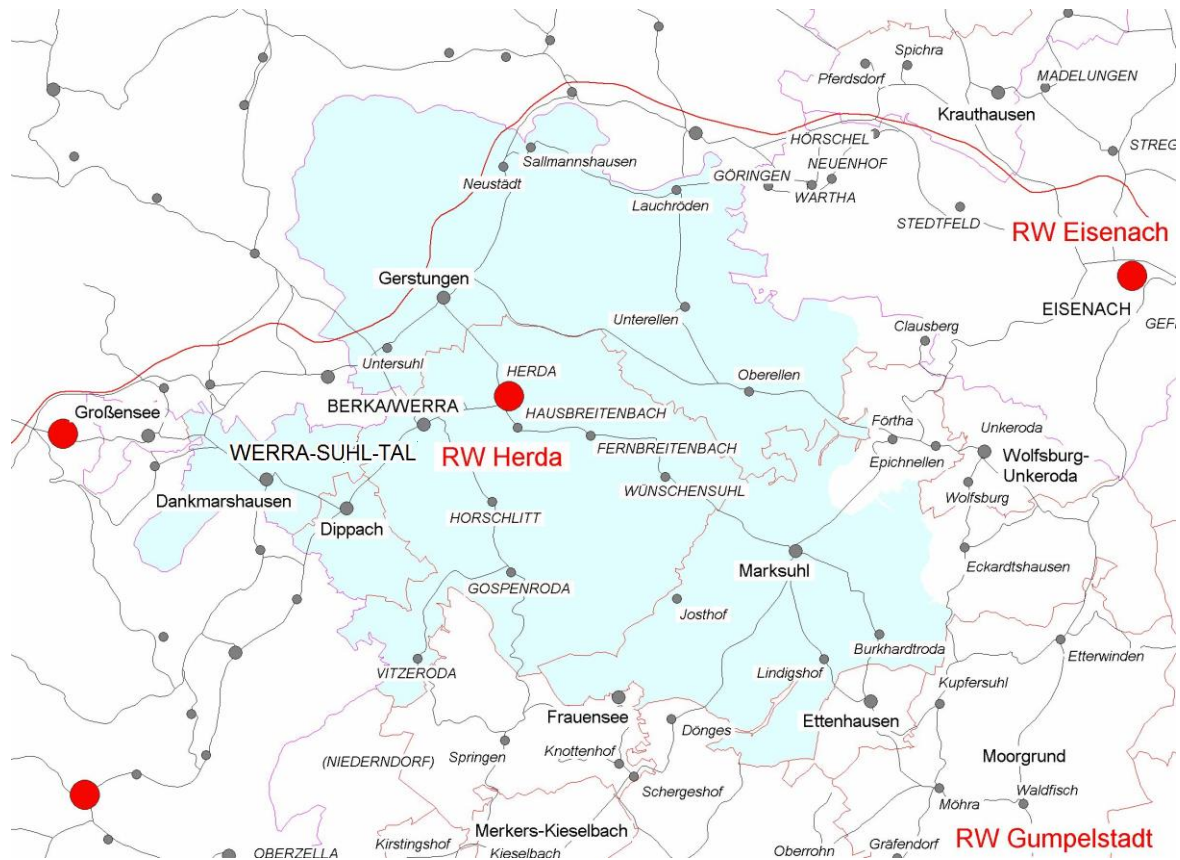 Spichra
Pferdsdorf
MADELUNGEN
Krauthausen
HÖRSCHEL
STREG
Sallmannshausen
NEUENHOF
Neustädt
GÖRINGEN
WARTHA
Lauchröden
STEDTFELD
RW Eisenach
Gerstungen
EISENACH
Unterellen
GEF
Clausberg
Untersuhl
HERDA
Oberellen
BERKA/WERRA
Großensee
HAUSBREITENBACH
Förtha
Unkeroda
WERRA-SUHL-TAL
RW Herda
FERNBREITENBACH
Epichnellen
Wolfsburg-
Unkeroda
WÜNSCHENSUHL
Dankmarshausen
Wolfsburg
HORSCHLITT
Dippach
Marksuhl
Eckardtshausen
GOSPENRODA
Josthof
Burkhardtroda
Etterwinden
VITZERODA
Lindigshof
Kupfersuhl
Frauensee
Ettenhausen
Dönges
(NIEDERNDORF)
Springen
Knottenhof
Moorgrund
Schergeshof
Waldfisch
Möhra
Merkers-Kieselbach
RW Gumpelstadt
Kirstingshof
Gräfendorf
OBERZELLA
Kieselbach
Oberrohn